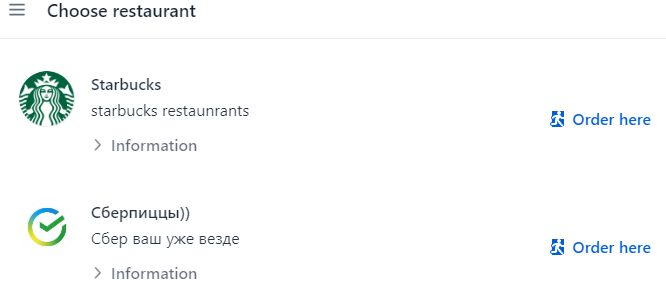 Choose restaurant
Starbucks
starbucks restaunrants
Order here
Information
Сберпиццы))
Сбер ваш уже везде
Order here
Information